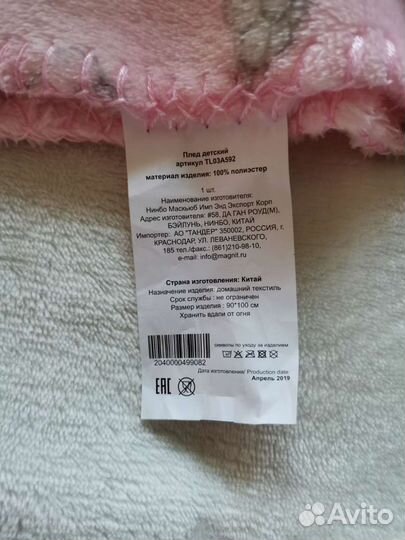 Плед детский
артикул TL03A592
материал изделия: 100% полиэстер
1 шт.
Наименование изготовителя:
Нинбо Маскьюб Имп Энд Экспорт Корп
Адрес изготовителя: #58, ДА ГАН РОУД(М),
БЭЙЛУНЬ, НИНБО, КИТАЙ
Импортер: АО "ТАНДЕР" 350002, РОССИЯ, г.
КРАСНОДАР, УЛ. ЛЕВАНЕВСКОГО,
185 тел./факс.: (861)210-98-10,
e-mail: info@magnit.ru
Страна изготовления: Китай
Назначение изделия: домашний текстиль
Срок службы : не ограничен
Размер изделия : 90*100 см
Хранить вдали от огня
символы по уходу за изделием
2040000499082
Дата изготовления/ Production date:
Апрель 2019
EAC
Avito